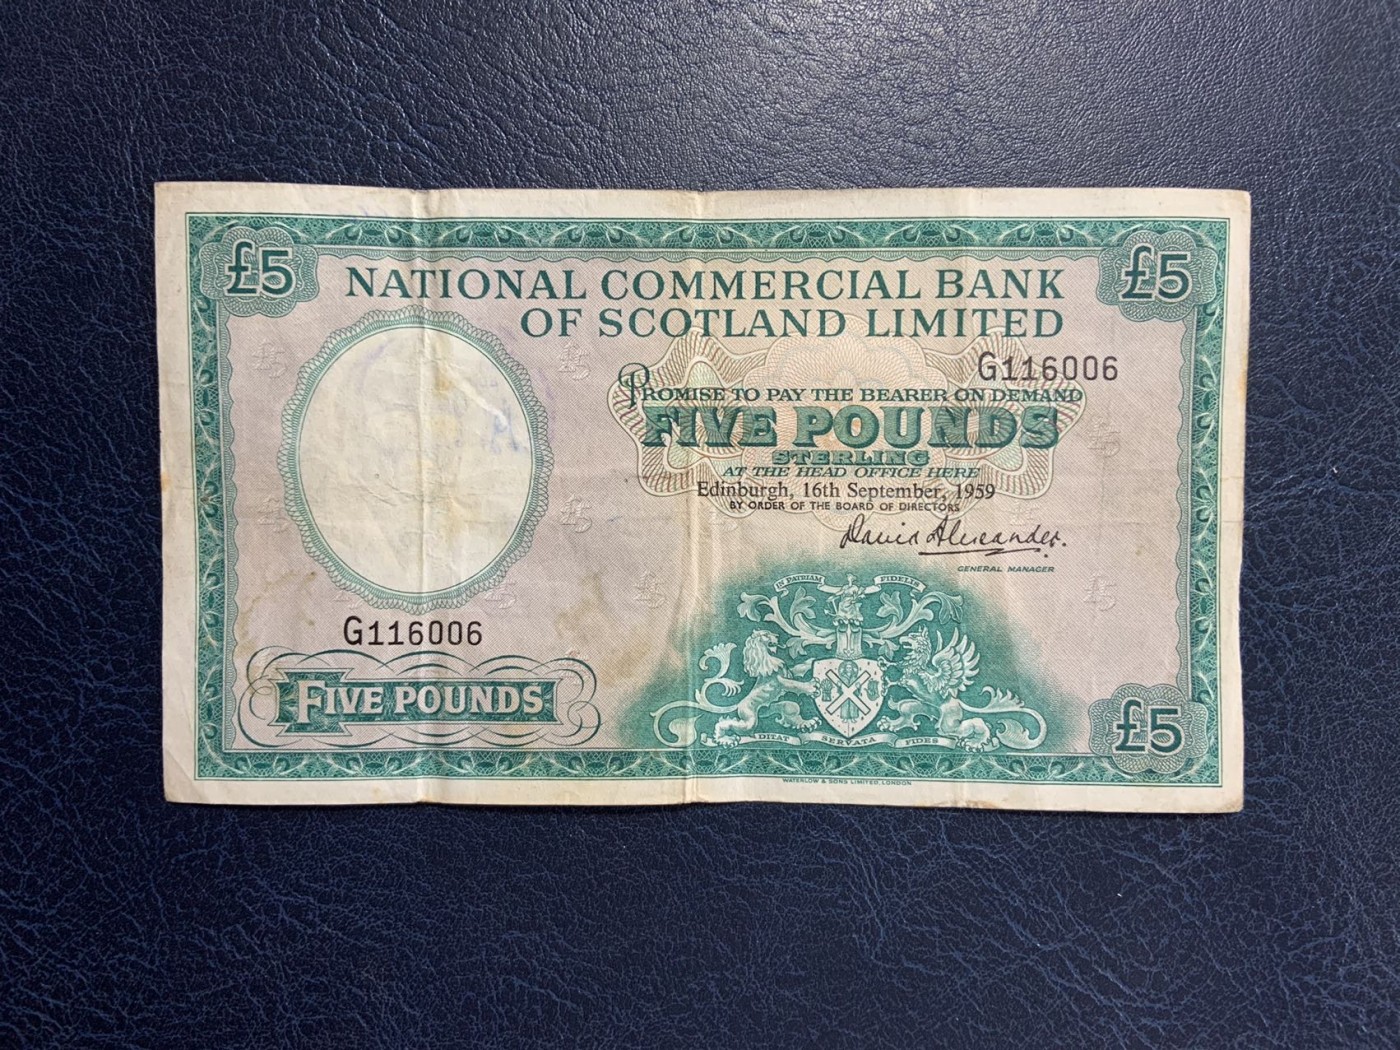 £5
£5
NATIONAL COMMERCIAL BANK
OF SCOTLAND LIMITED
G116006
PROMISE TO PAY THE BEARER ON DEMAND
FIVE POUNDS
STERLING
AT THE HEAD OFFICE HERE
Edinburgh, 16th September, 1959
BY ORDER OF THE BOARD OF DIRECTORS
David Alexander.
GENERAL MANAGER
IN PATRIAM FIDELIS
G116006
FIVE POUNDS
DITAT SERVATA FIDES
£5
WATERLOW & SONS LIMITED, LONDON